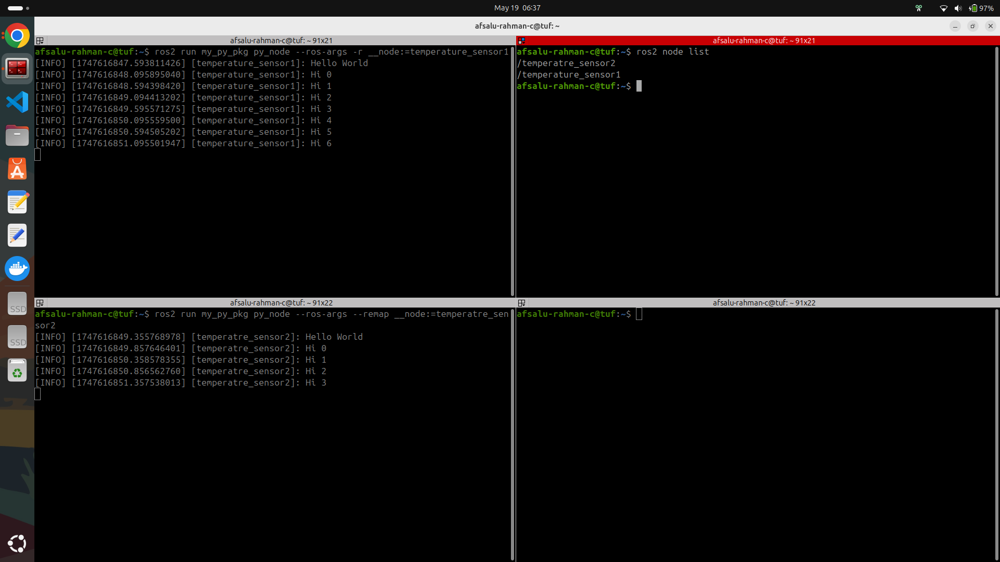 May 19 06:37
97%
afsalu-rahman-c@tuf: ~
afsalu-rahman-c@tuf: ~ 91x21
afsalu-rahman-c@tuf:~$ ros2 run my_py_pkg py_node --ros-args -r __node:=temperature_sensor1
[INFO] [1747616847.593811426] [temperature_sensor1]: Hello World
[INFO] [1747616848.095895040] [temperature_sensor1]: Hi 0
[INFO] [1747616848.594398420] [temperature_sensor1]: Hi 1
[INFO] [1747616849.094413202] [temperature_sensor1]: Hi 2
[INFO] [1747616849.595571275] [temperature_sensor1]: Hi 3
[INFO] [1747616850.095559500] [temperature_sensor1]: Hi 4
[INFO] [1747616850.594505202] [temperature_sensor1]: Hi 5
[INFO] [1747616851.095501947] [temperature_sensor1]: Hi 6
afsalu-rahman-c@tuf: ~ 91x21
afsalu-rahman-c@tuf:~$ ros2 node list
/temperatre_sensor2
/temperature_sensor1
afsalu-rahman-c@tuf:~$
afsalu-rahman-c@tuf: ~ 91x22
afsalu-rahman-c@tuf:~$ ros2 run my_py_pkg py_node --ros-args --remap __node:=temperatre_sen
sor2
[INFO] [1747616849.355768978] [temperatre_sensor2]: Hello World
[INFO] [1747616849.857646401] [temperatre_sensor2]: Hi 0
[INFO] [1747616850.358578355] [temperatre_sensor2]: Hi 1
[INFO] [1747616850.856562760] [temperatre_sensor2]: Hi 2
[INFO] [1747616851.357538013] [temperatre_sensor2]: Hi 3
afsalu-rahman-c@tuf: ~ 91x22
afsalu-rahman-c@tuf:~$
SSD
SSD